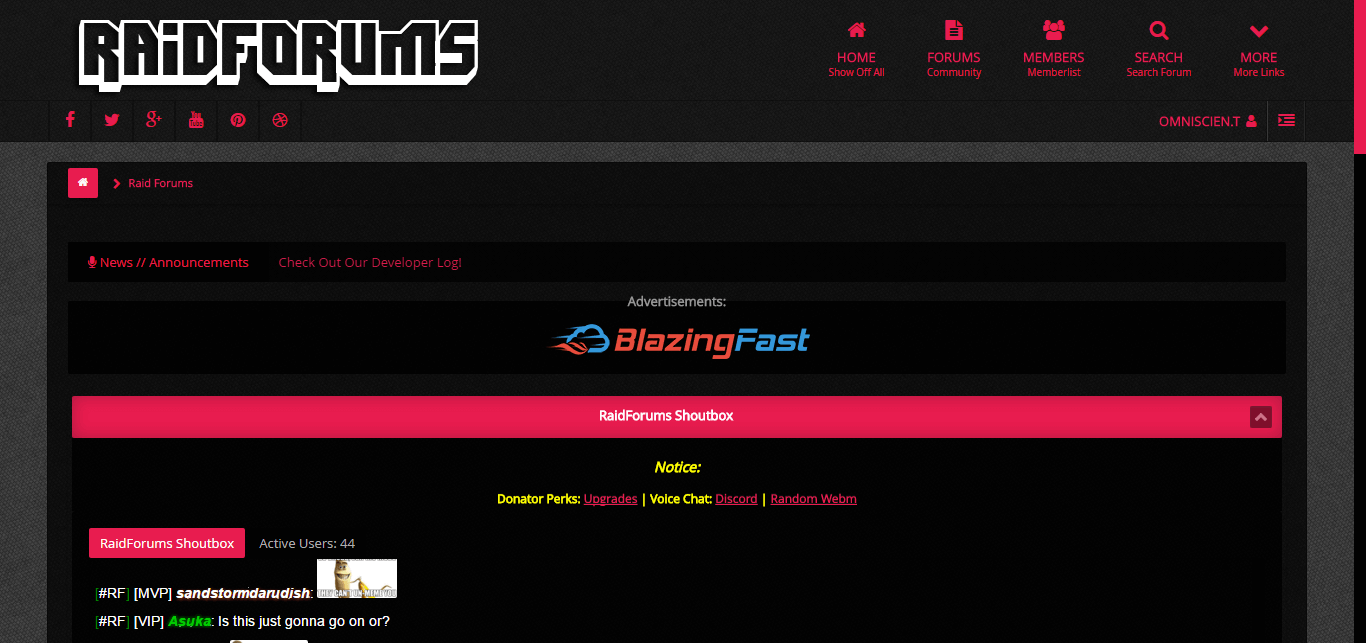 RAIDFORUMS
HOME
Show Off All
FORUMS
Community
MEMBERS
Memberlist
SEARCH
Search Forum
MORE
More Links
OMNISCIEN.T
Raid Forums
News // Announcements Check Out Our Developer Log!
Advertisements:
BlazingFast
RaidForums Shoutbox
Notice:
Donator Perks: Upgrades | Voice Chat: Discord | Random Webm
RaidForums Shoutbox Active Users: 44
[#RF] [MVP] sandstormdarudish:
[#RF] [VIP] Asuka: Is this just gonna go on or?